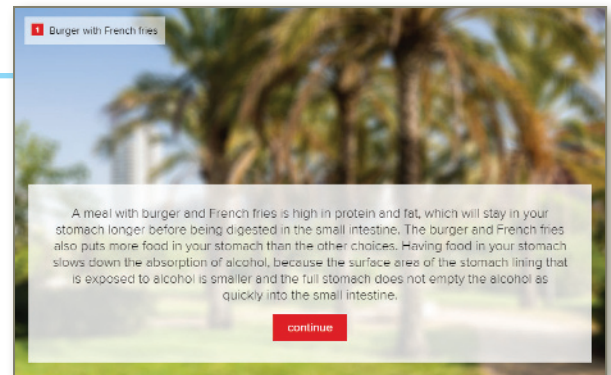 1 Burger with French fries
A meal with burger and French fries is high in protein and fat, which will stay in your
stomach longer before being digested in the small intestine. The burger and French fries
also puts more food in your stomach than the other choices. Having food in your stomach
slows down the absorption of alcohol, because the surface area of the stomach lining that
is exposed to alcohol is smaller and the full stomach does not empty the alcohol as
quickly into the small intestine.
continue